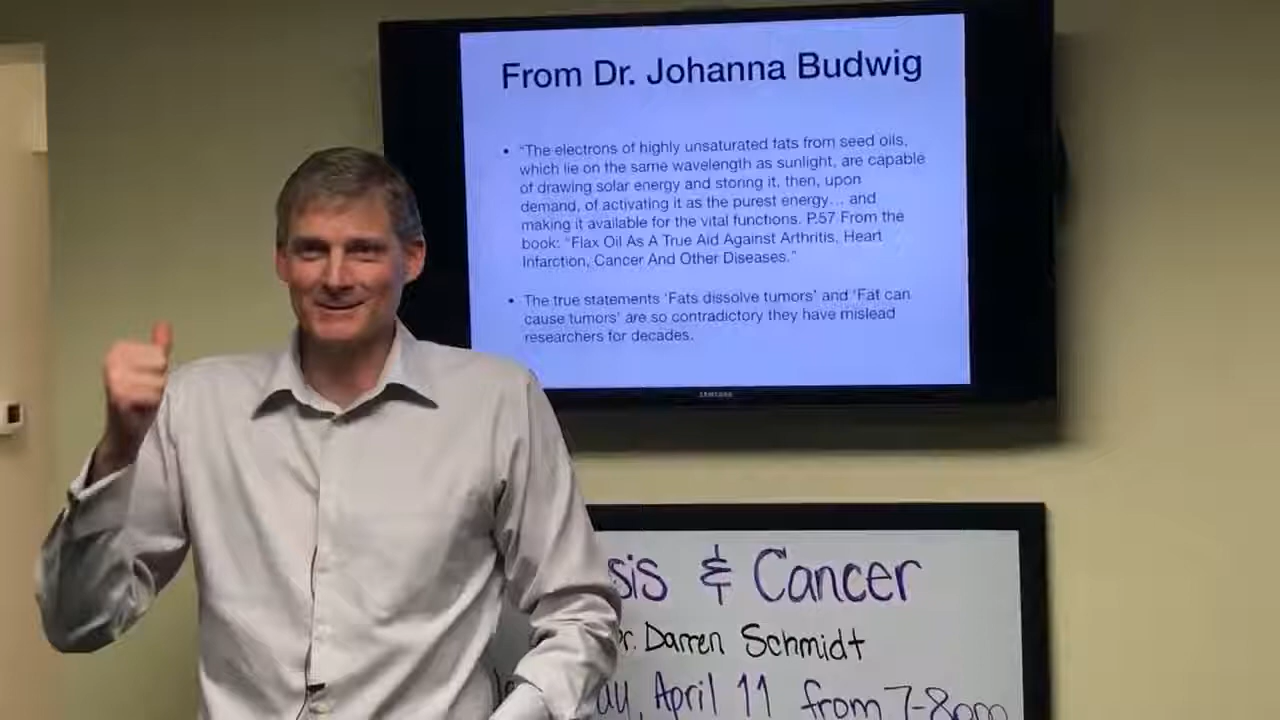 From Dr. Johanna Budwig
• "The electrons of highly unsaturated fats from seed oils,
which lie on the same wavelength as sunlight, are capable
of drawing solar energy and storing it, then, upon
demand, of activating it as the purest energy… and
making it available for the vital functions. P.57 From the
book: "Flax Oil As A True Aid Against Arthritis, Heart
Infarction, Cancer And Other Diseases."
• The true statements 'Fats dissolve tumors' and 'Fat can
cause tumors' are so contradictory they have mislead
researchers for decades.
SAMSUNG
sis & Cancer
Dr. Darren Schmidt
ay, April 11 from 7-8pm